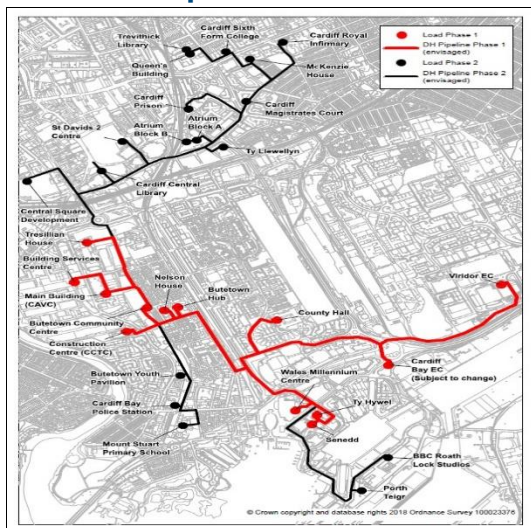 Trevithick
Library
Cardiff Sixth
Form College
Cardiff Royal
Infirmary
Load Phase 1
DH Pipeline Phase 1
(envisaged)
Load Phase 2
DH Pipeline Phase 2
(envisaged)
Queen's
Building
McKenzie
House
Cardiff
Prison
Cardiff
Magistrates Court
Atrium
Block A
Atrium
Block B
St Davids 2
Centre
Ty Llewellyn
Cardiff Central
Library
Central Square
Development
Tresillian
House
Building Services
Centre
Nelson
House
Butetown
Hub
Viridor EC
Main Building
(CAVC)
County Hall
Butetown Community
Centre
Construction
Centre (CCTC)
Wales Millennium
Centre
Cardiff
Bay EC
(Subject to change)
Butetown Youth
Pavilion
Ty Hywel
Cardiff Bay
Police Station
Senedd
Mount Stuart
Primary School
BBC Roath
Lock Studios
Porth
Teigr
© Crown copyright and database rights 2018 Ordnance Survey 100023376